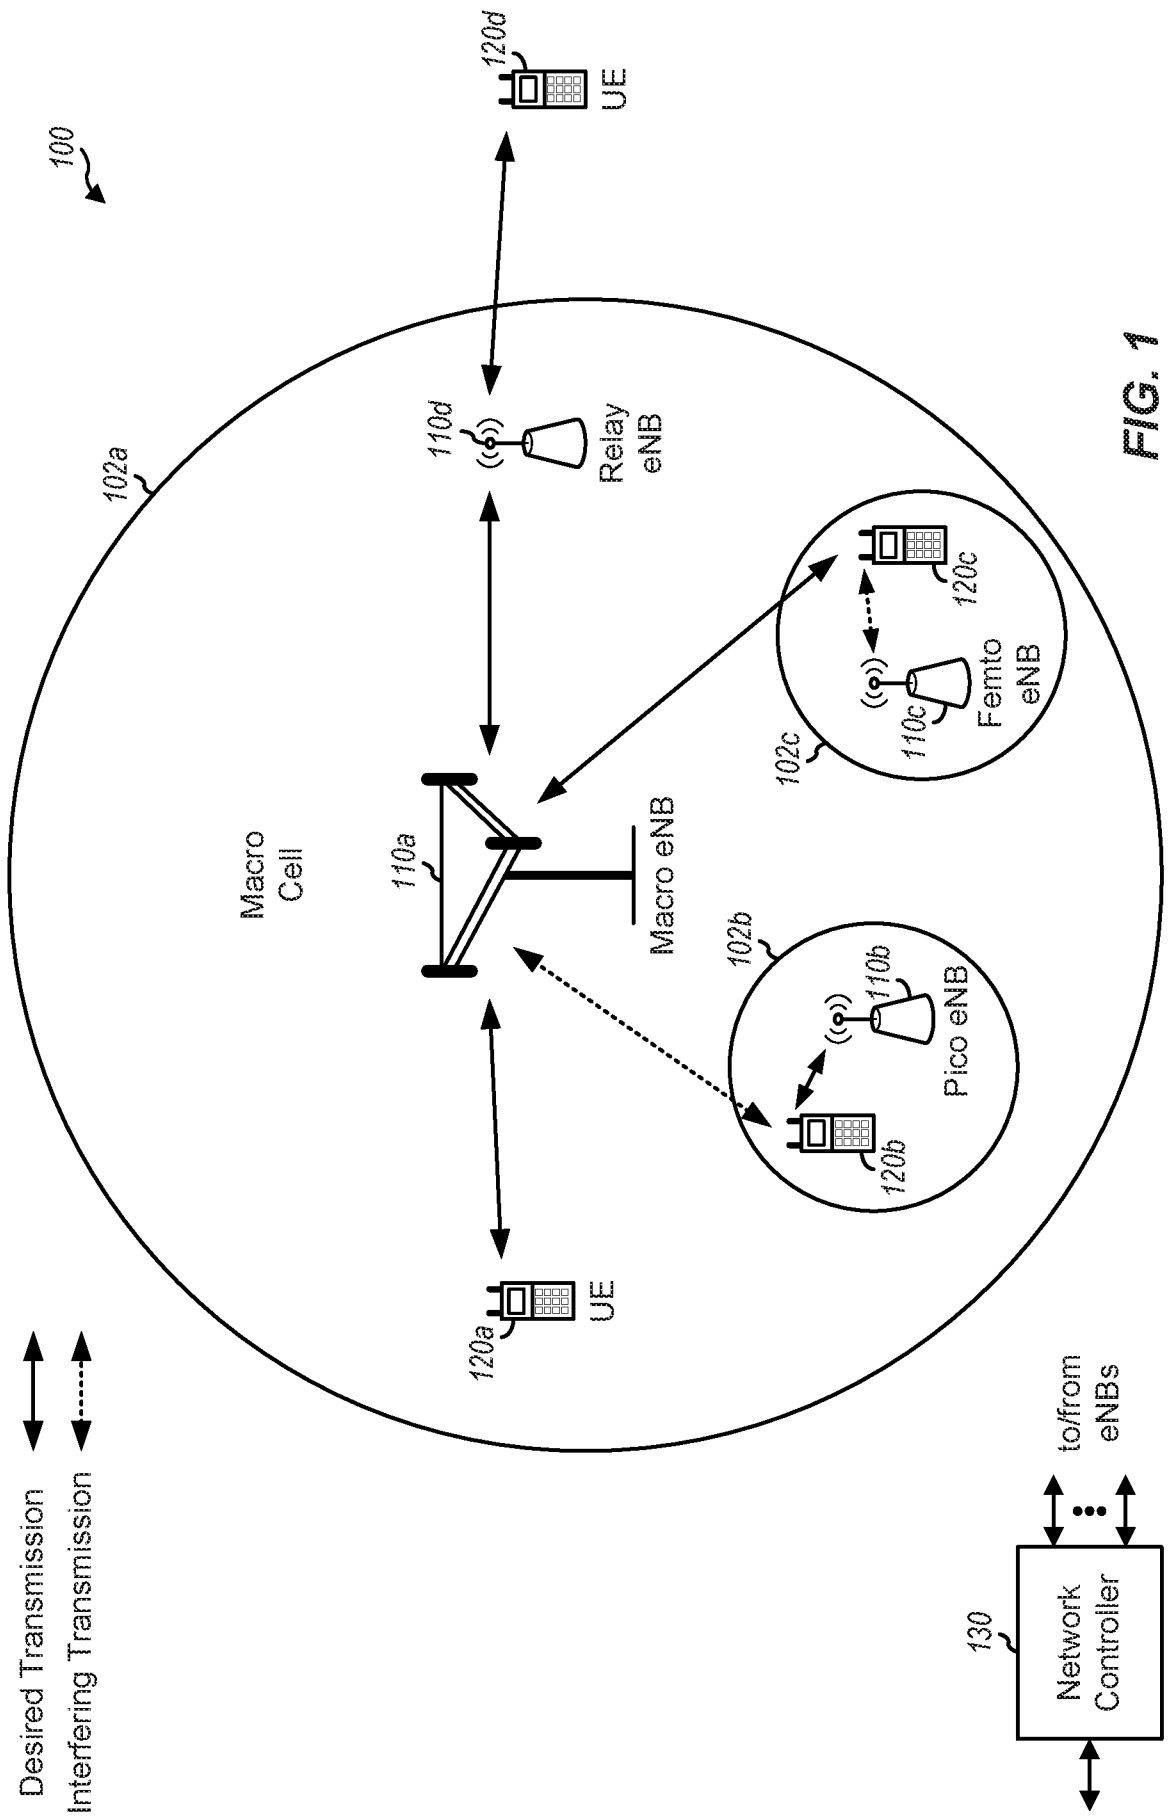 Desired Transmission
Interfering Transmission
100
102a
Macro
Cell
110a
110d
120d
120a
UE
Macro eNB
Relay
eNB
UE
102b
102c
120b
110b
Pico eNB
110c
120c
Femto
eNB
130
Network
Controller
to/from
eNBs
FIG. 1